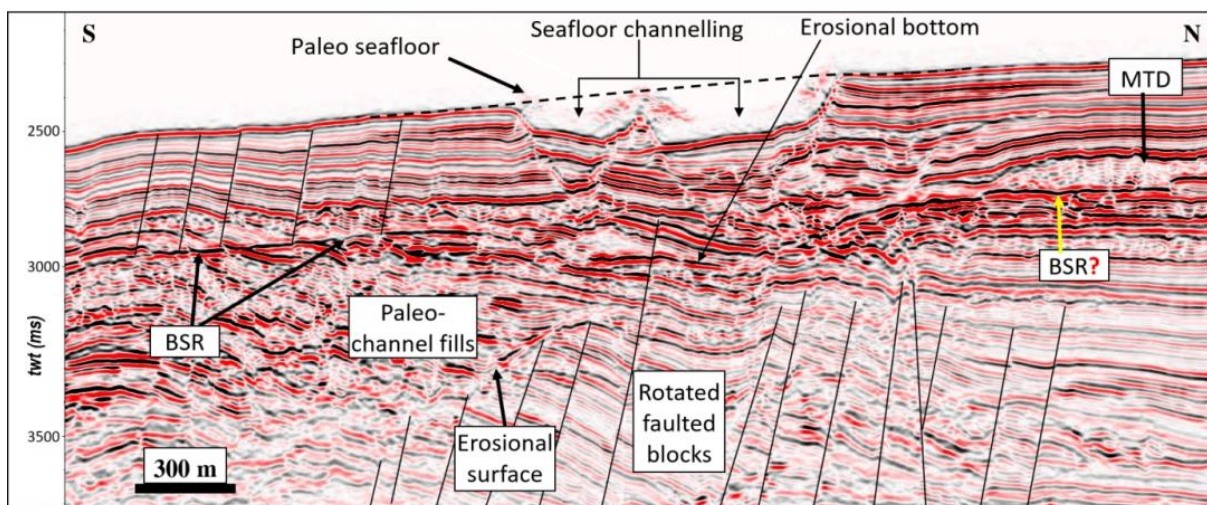 S
N
Seafloor channelling
Erosional bottom
Paleo seafloor
MTD
2500
3000
3500
twt (ms)
BSR?
BSR
Paleo-
channel fills
Rotated
faulted
blocks
Erosional
surface
300 m